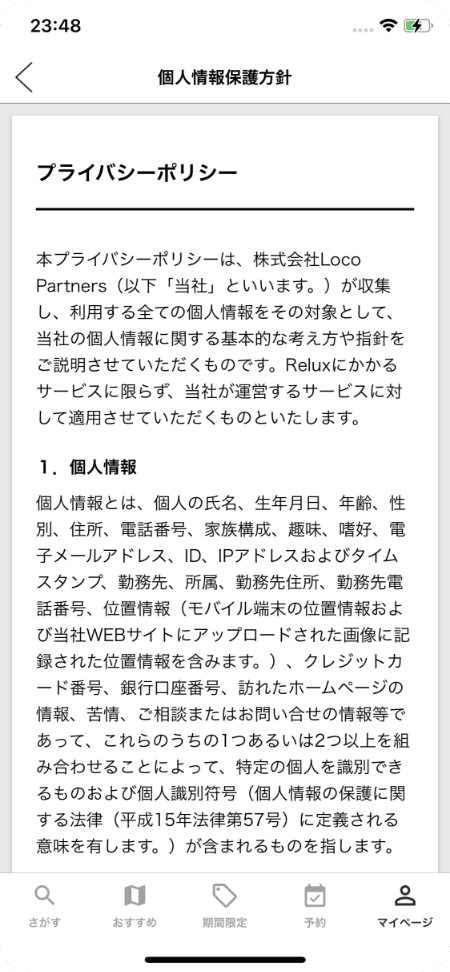 23:48
個人情報保護方針
プライバシーポリシー
本プライバシーポリシーは、株式会社Loco
Partners（以下「当社」といいます。）が収集
し、利用する全ての個人情報をその対象として、
当社の個人情報に関する基本的な考え方や指針を
ご説明させていただくものです。Reluxにかかる
サービスに限らず、当社が運営するサービスに対
して適用させていただくものといたします。
１．個人情報
個人情報とは、個人の氏名、生年月日、年齢、性
別、住所、電話番号、家族構成、趣味、嗜好、電
子メールアドレス、ID、IPアドレスおよびタイム
スタンプ、勤務先、所属、勤務先住所、勤務先電
話番号、位置情報（モバイル端末の位置情報およ
び当社WEBサイトにアップロードされた画像に記
録された位置情報を含みます。）、クレジットカ
ード番号、銀行口座番号、訪れたホームページの
情報、苦情、ご相談またはお問い合せの情報等で
あって、これらのうちの1つあるいは2つ以上を組
み合わせることによって、特定の個人を識別でき
るものおよび個人識別符号（個人情報の保護に関
する法律（平成15年法律第57号）に定義される
意味を有します。）が含まれるものを指します。
さがす
おすすめ
期間限定
予約
マイページ